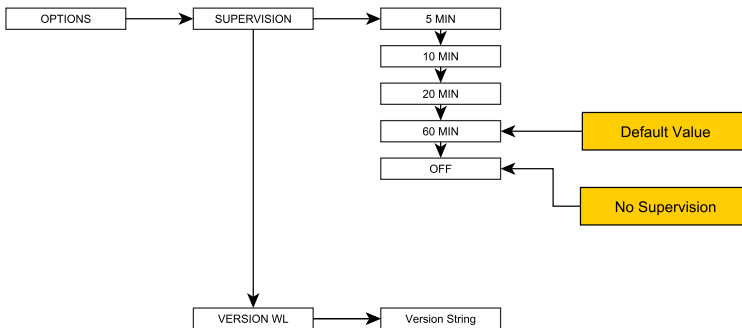 OPTIONS
SUPERVISION
5 MIN
10 MIN
20 MIN
60 MIN
Default Value
OFF
No Supervision
VERSION WL
Version String